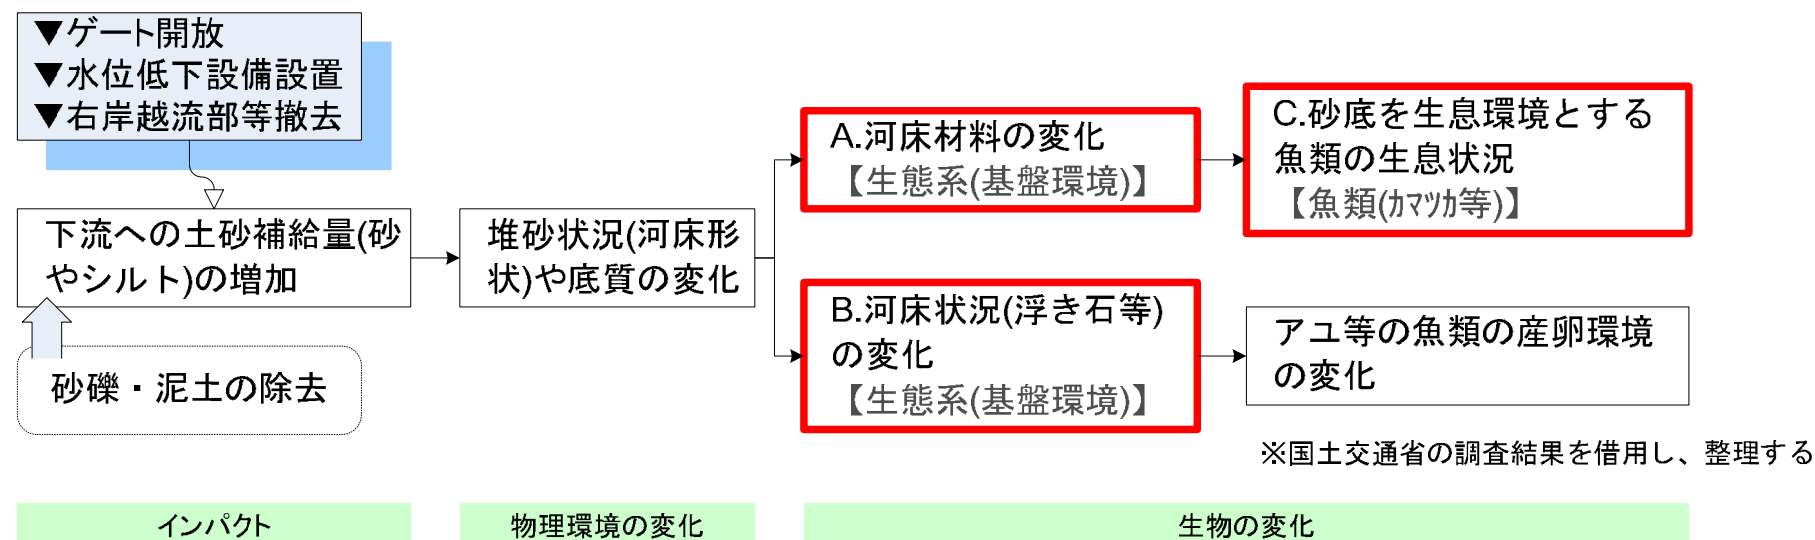 ▼ゲート開放
▼水位低下設備設置
▼右岸越流部等撤去
下流への土砂補給量(砂
やシルト)の増加
砂礫・泥土の除去
堆砂状況(河床形
状)や底質の変化
A.河床材料の変化
【生態系(基盤環境)】
B.河床状況(浮き石等)
の変化
【生態系(基盤環境)】
C.砂底を生息環境とする
魚類の生息状況
【魚類(ｶﾏﾂｶ等)】
アユ等の魚類の産卵環境
の変化
※国土交通省の調査結果を借用し、整理する
インパクト
物理環境の変化
生物の変化